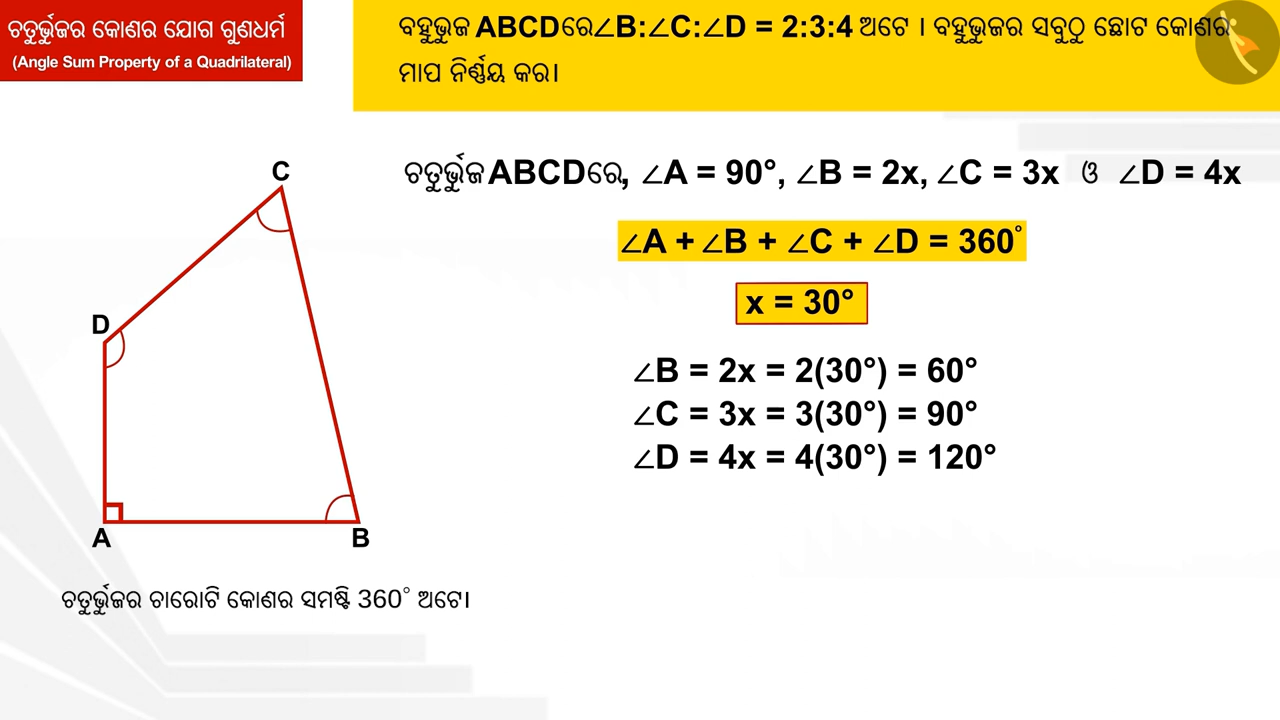 ଚତୁର୍ଭୁଜର କୋଣର ଯୋଗ ଗୁଣଧର୍ମ
(Angle Sum Property of a Quadrilateral)
ବହୁଭୁଜ ABCDରେ∠B:∠C:∠D = 2:3:4 ଅଟେ । ବହୁଭୁଜର ସବୁଠୁ ଛୋଟ କୋଣର
ମାପ ନିର୍ଣ୍ଣୟ କର।
ଚତୁର୍ଭୁଜ ABCDରେ, ∠A = 90°, ∠B = 2x, ∠C = 3x ଓ ∠D = 4x
∠A + ∠B + ∠C + ∠D = 360°
x = 30°
∠B = 2x = 2(30°) = 60°
∠C = 3x = 3(30°) = 90°
∠D = 4x = 4(30°) = 120°
C
D
A
B
ଚତୁର୍ଭୁଜର ଚାରୋଟି କୋଣର ସମଷ୍ଟି 360° ଅଟେ।